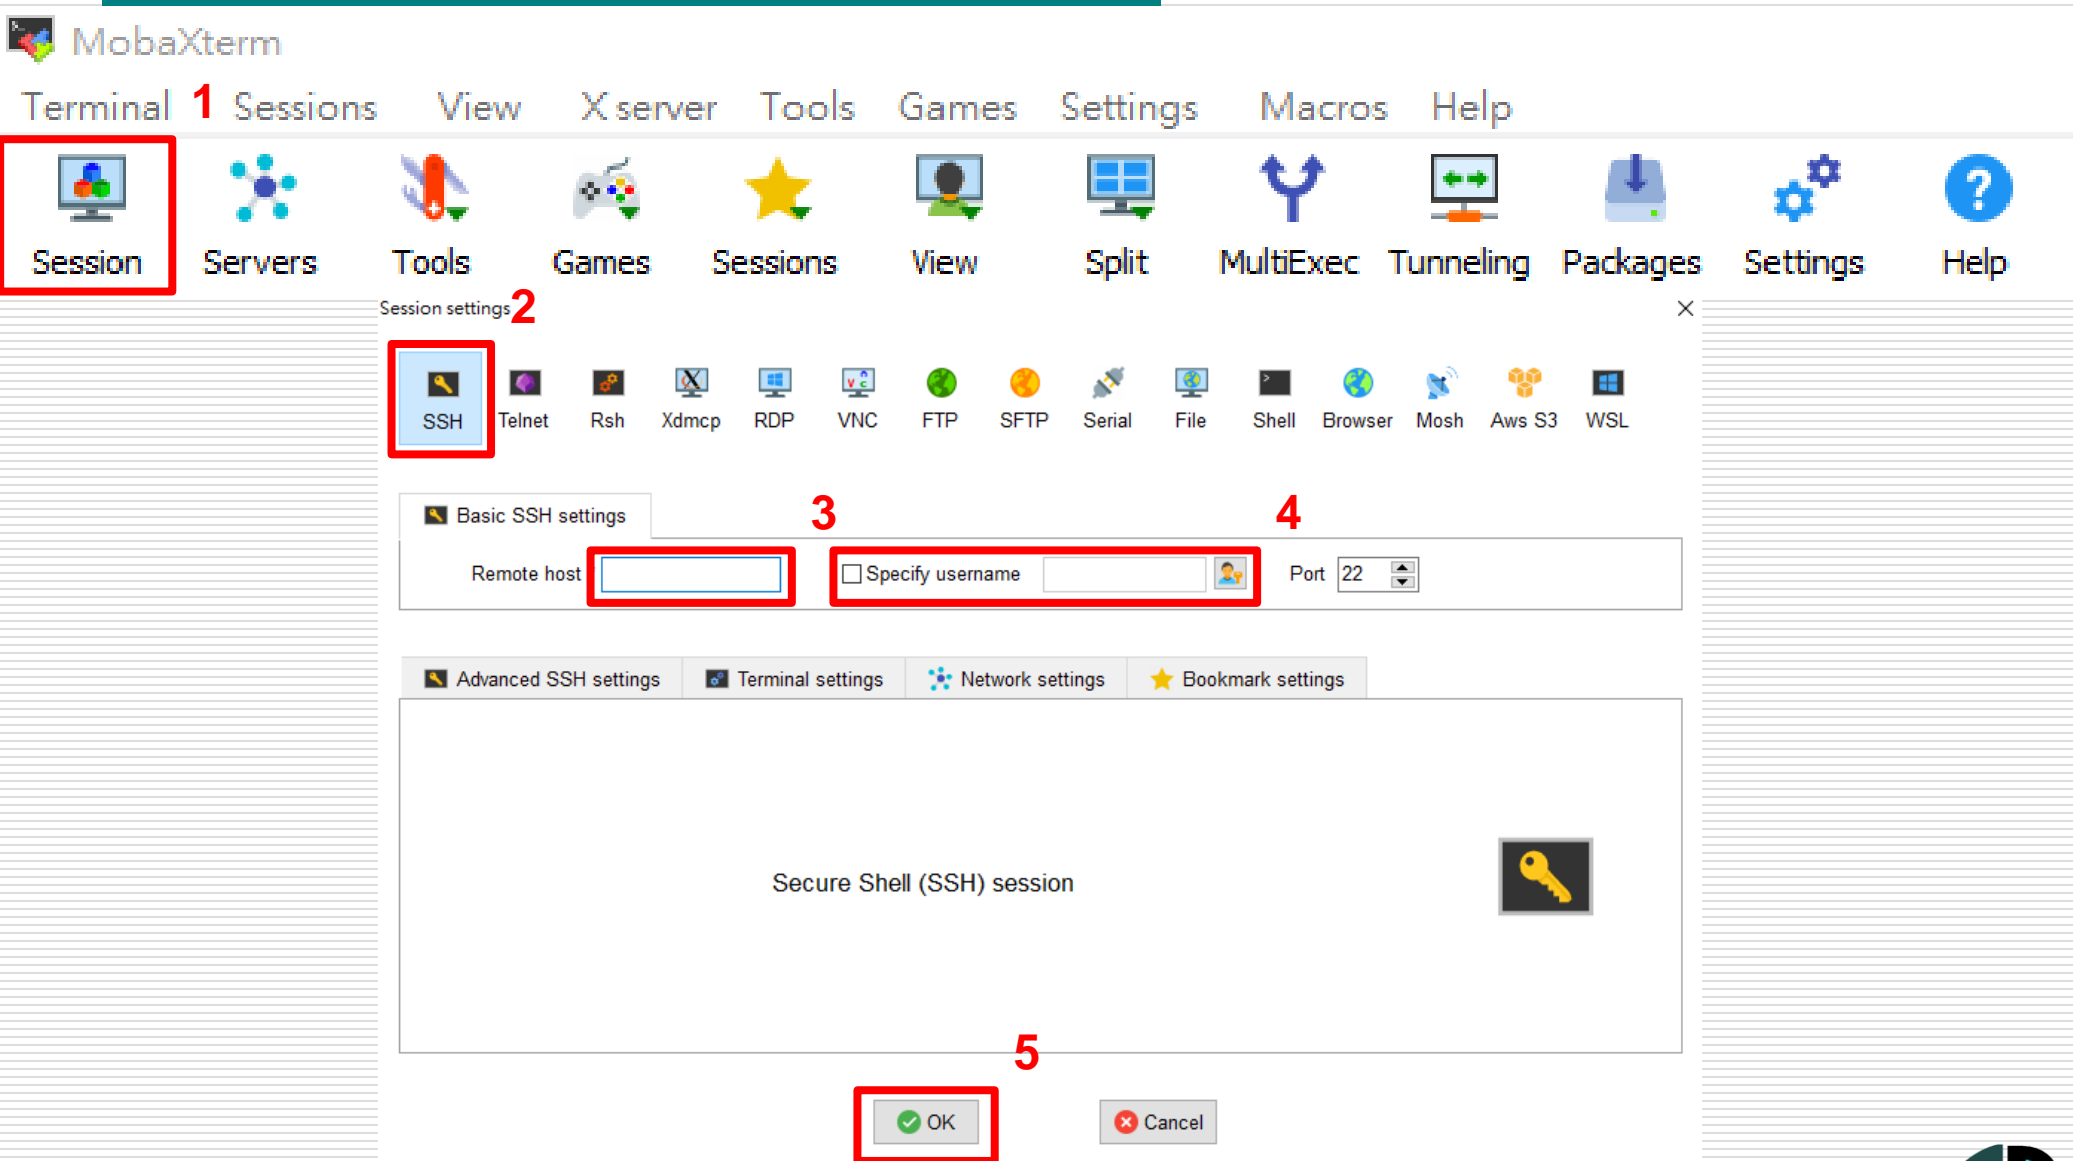 MobaXterm
Terminal 1 Sessions View X server Tools Games Settings Macros Help
Session Servers Tools Games Sessions View Split MultiExec Tunneling Packages Settings Help
Session settings 2
SSH Telnet Rsh Xdmcp RDP VNC FTP SFTP Serial File Shell Browser Mosh Aws S3 WSL
Basic SSH settings 3 4
Remote host Specify username Port 22
Advanced SSH settings Terminal settings Network settings Bookmark settings
Secure Shell (SSH) session
5
OK Cancel